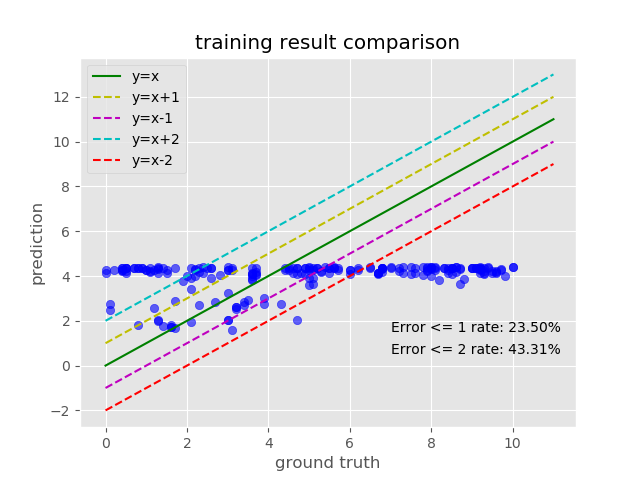 training result comparison
y=x
y=x+1
y=x-1
y=x+2
y=x-2
12
10
8
6
4
2
0
−2
prediction
Error <= 1 rate: 23.50%
Error <= 2 rate: 43.31%
0 2 4 6 8 10
ground truth